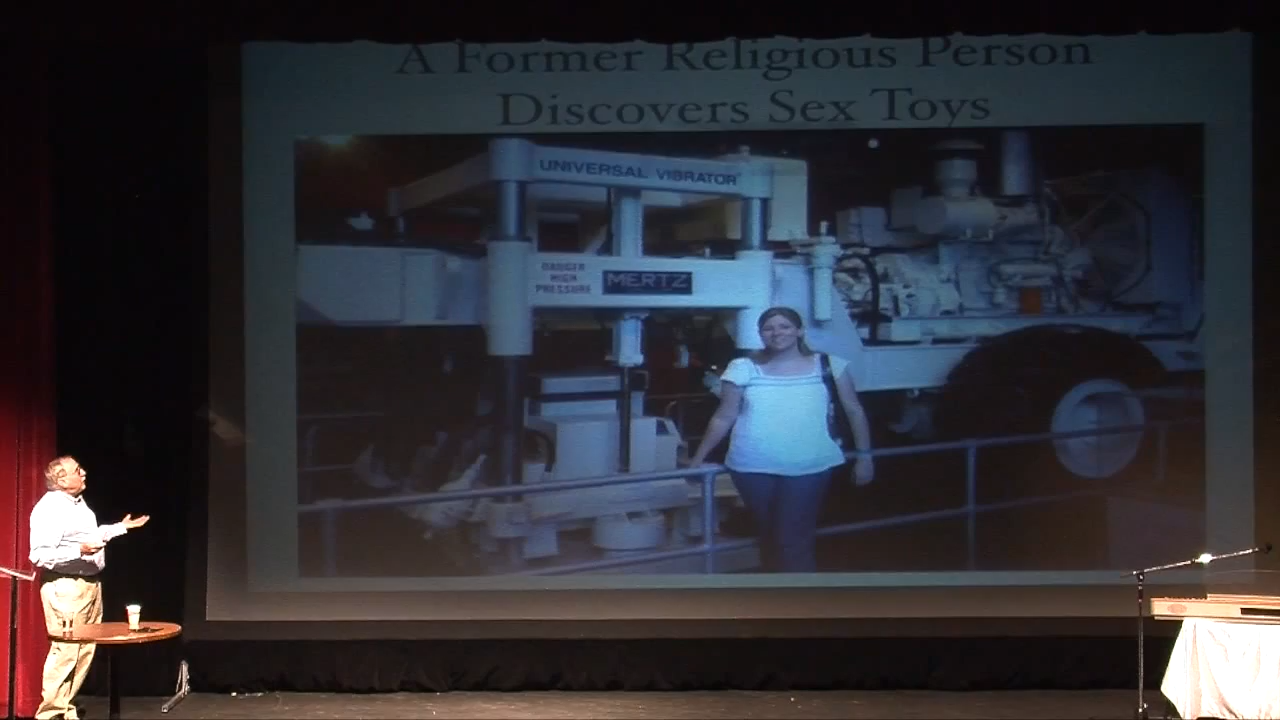 A Former Religious Person
Discovers Sex Toys
UNIVERSAL VIBRATOR
DANGER
HIGH
PRESSURE
MERTZ